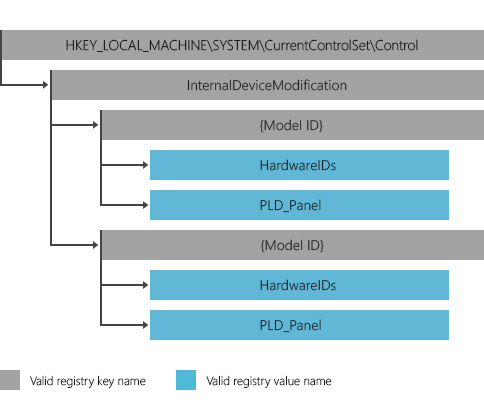 HKEY_LOCAL_MACHINE\SYSTEM\CurrentControlSet\Control
InternalDeviceModification
{Model ID}
HardwareIDs
PLD_Panel
{Model ID}
HardwareIDs
PLD_Panel
Valid registry key name
Valid registry value name